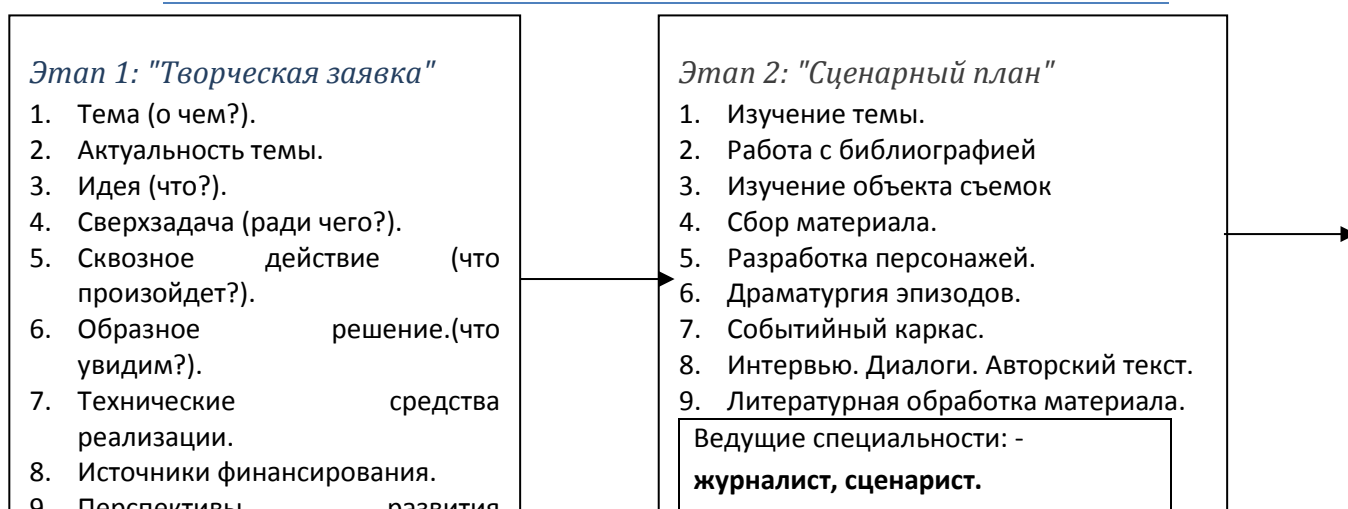 Этап 1: "Творческая заявка"
1. Тема (о чем?).
2. Актуальность темы.
3. Идея (что?).
4. Сверхзадача (ради чего?).
5. Сквозное действие (что
произойдет?).
6. Образное решение.(что
увидим?).
7. Технические средства
реализации.
8. Источники финансирования.
9. Перспективы развития
Этап 2: "Сценарный план"
1. Изучение темы.
2. Работа с библиографией
3. Изучение объекта съемок
4. Сбор материала.
5. Разработка персонажей.
6. Драматургия эпизодов.
7. Событийный каркас.
8. Интервью. Диалоги. Авторский текст.
9. Литературная обработка материала.
Ведущие специальности: -
журналист, сценарист.